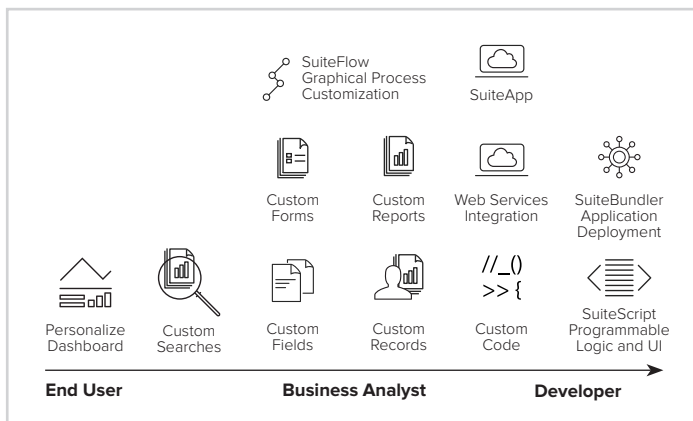 SuiteFlow
Graphical Process
Customization
SuiteApp
Custom
Forms
Custom
Reports
Web Services
Integration
SuiteBundler
Application
Deployment
//_()
>> {
Personalize
Dashboard
Custom
Searches
Custom
Fields
Custom
Records
Custom
Code
SuiteScript
Programmable
Logic and UI
End User
Business Analyst
Developer